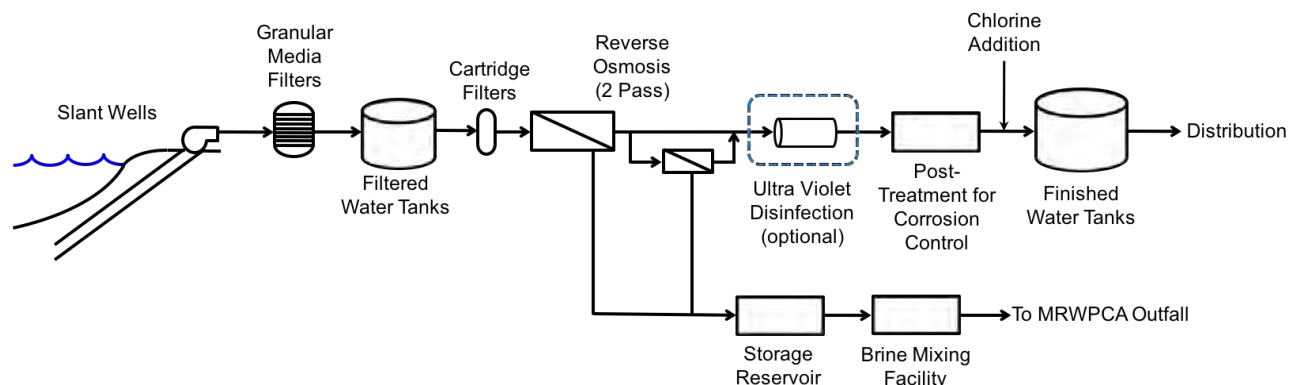 Slant Wells
Granular
Media
Filters
Filtered
Water Tanks
Cartridge
Filters
Reverse
Osmosis
(2 Pass)
Ultra Violet
Disinfection
(optional)
Post-
Treatment for
Corrosion
Control
Chlorine
Addition
Finished
Water Tanks
Distribution
Storage
Reservoir
Brine Mixing
Facility
To MRWPCA Outfall